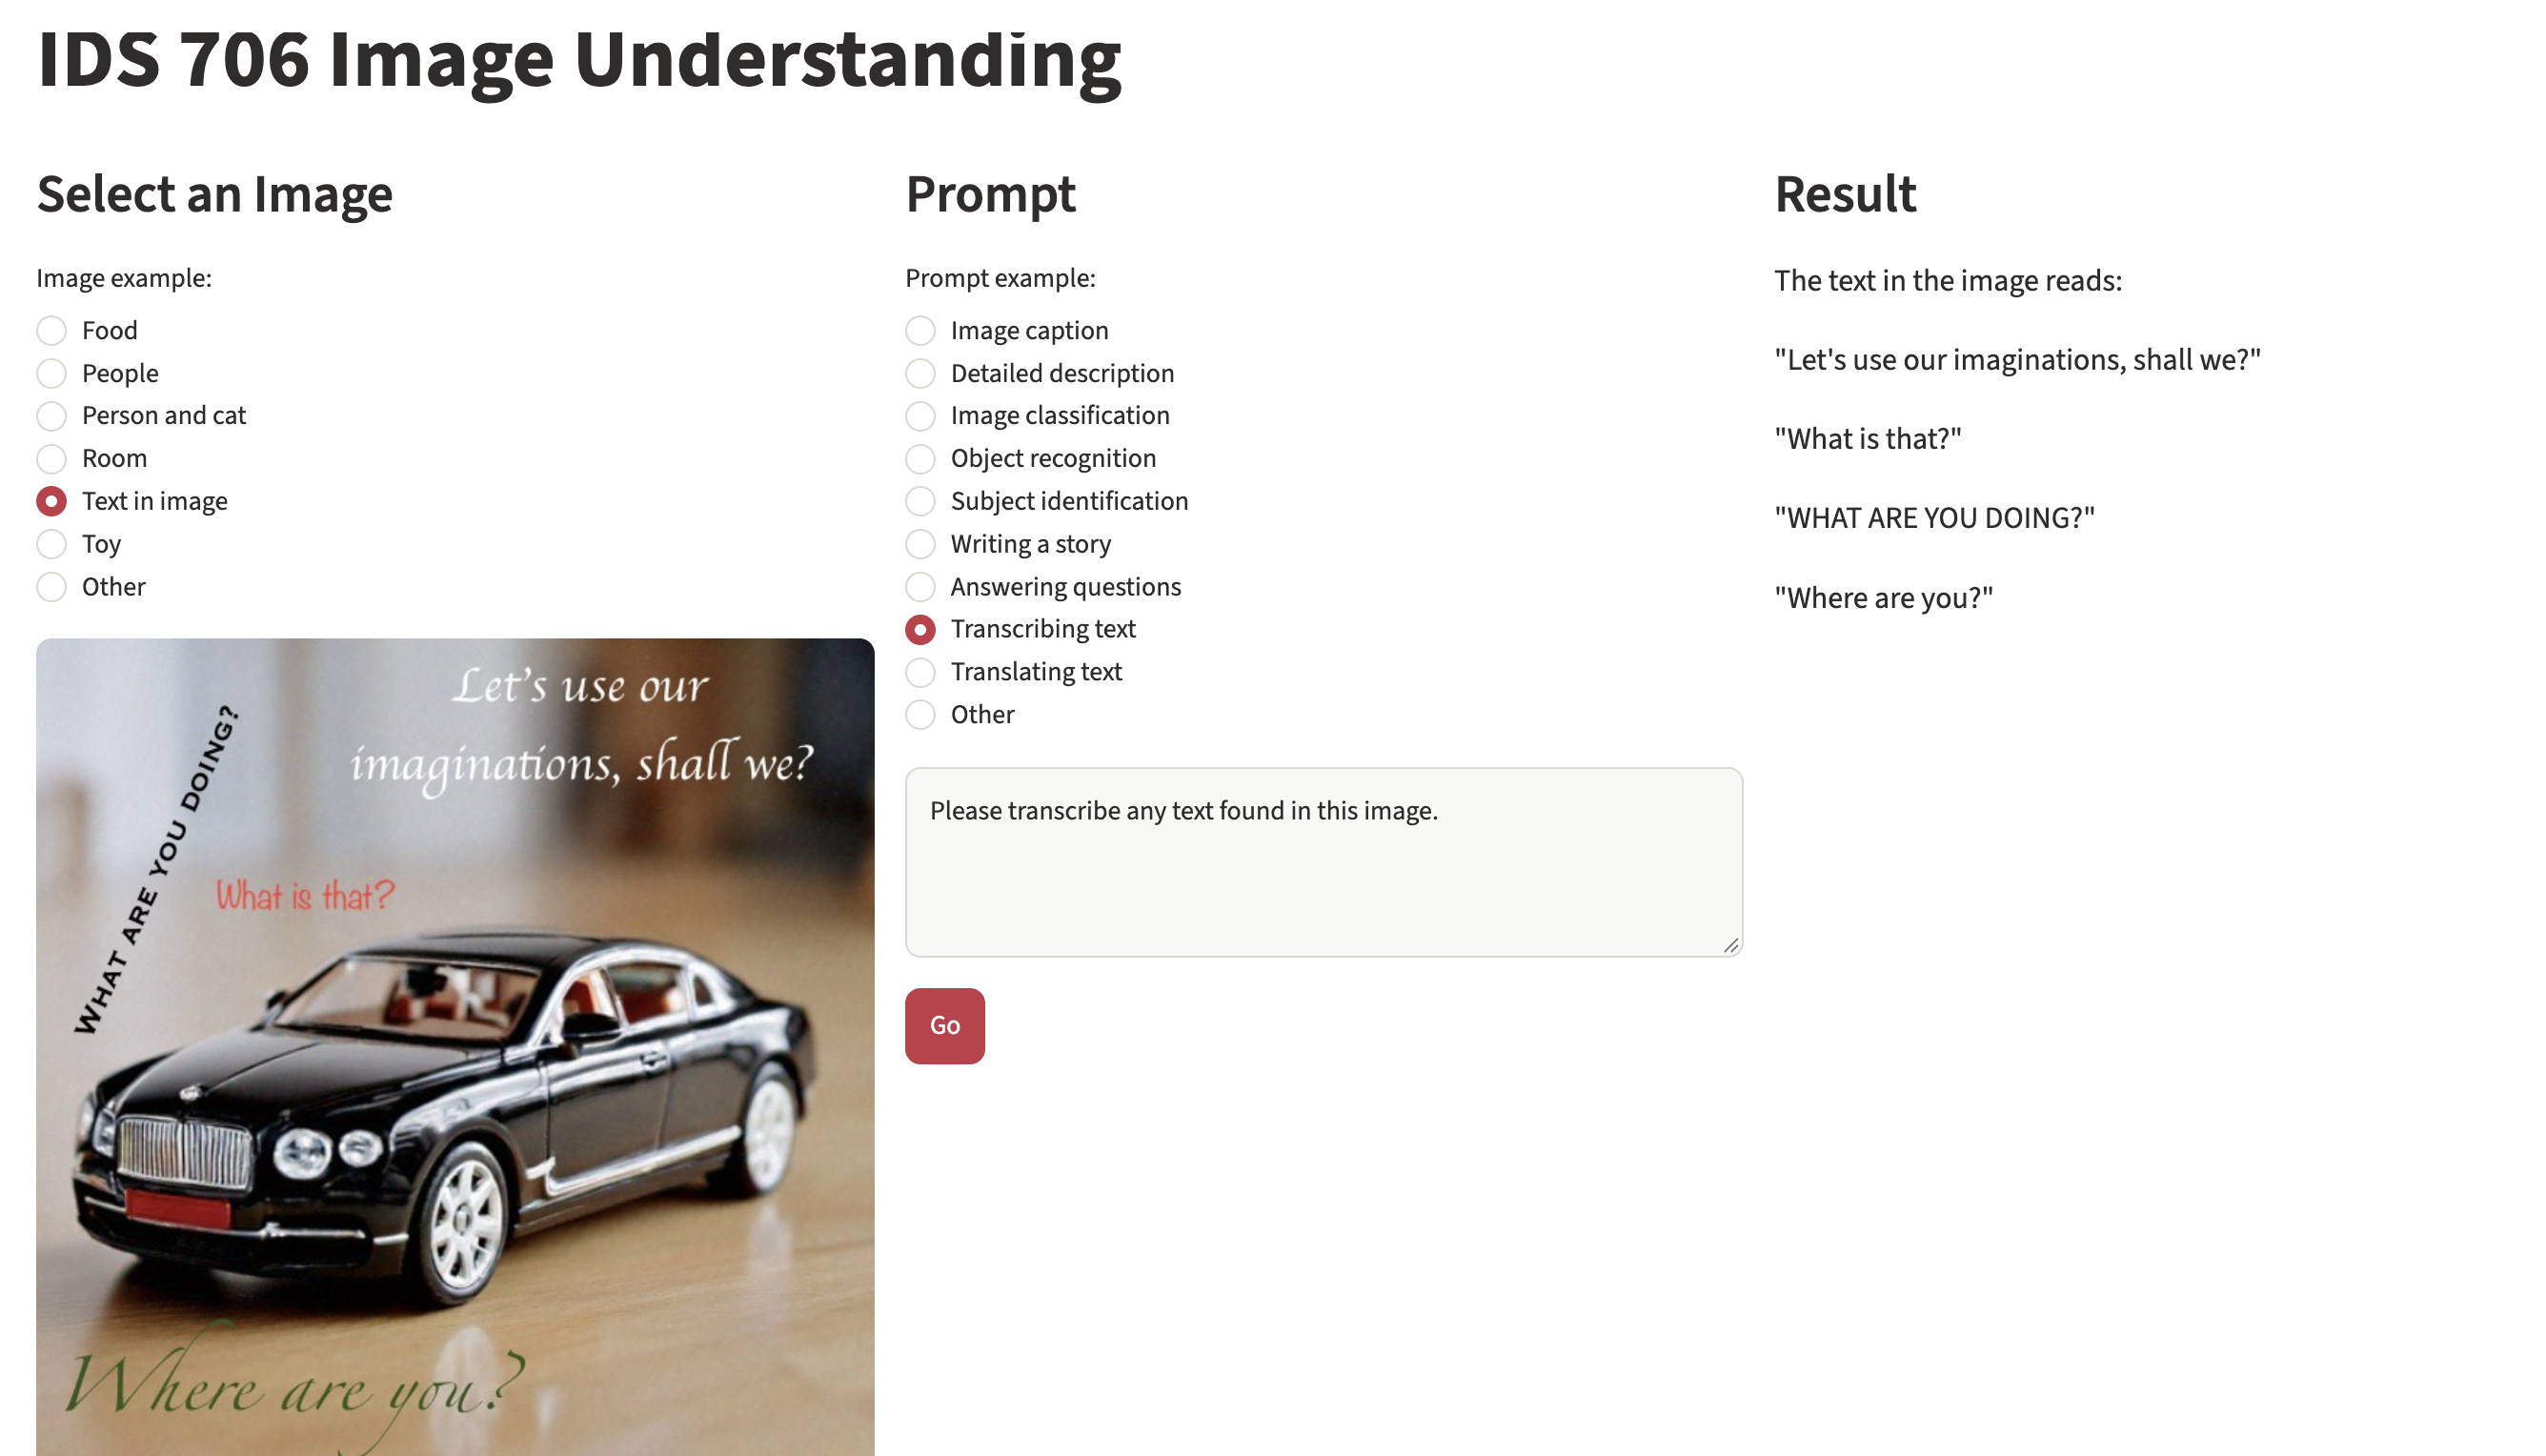 IDS 706 Image Understanding
Select an Image
Image example:
Food
People
Person and cat
Room
Text in image
Toy
Other
WHAT ARE YOU DOING?
Let's use our
imaginations, shall we?
What is that?
Where are you?
Prompt
Prompt example:
Image caption
Detailed description
Image classification
Object recognition
Subject identification
Writing a story
Answering questions
Transcribing text
Translating text
Other
Please transcribe any text found in this image.
Go
Result
The text in the image reads:
"Let's use our imaginations, shall we?"
"What is that?"
"WHAT ARE YOU DOING?"
"Where are you?"